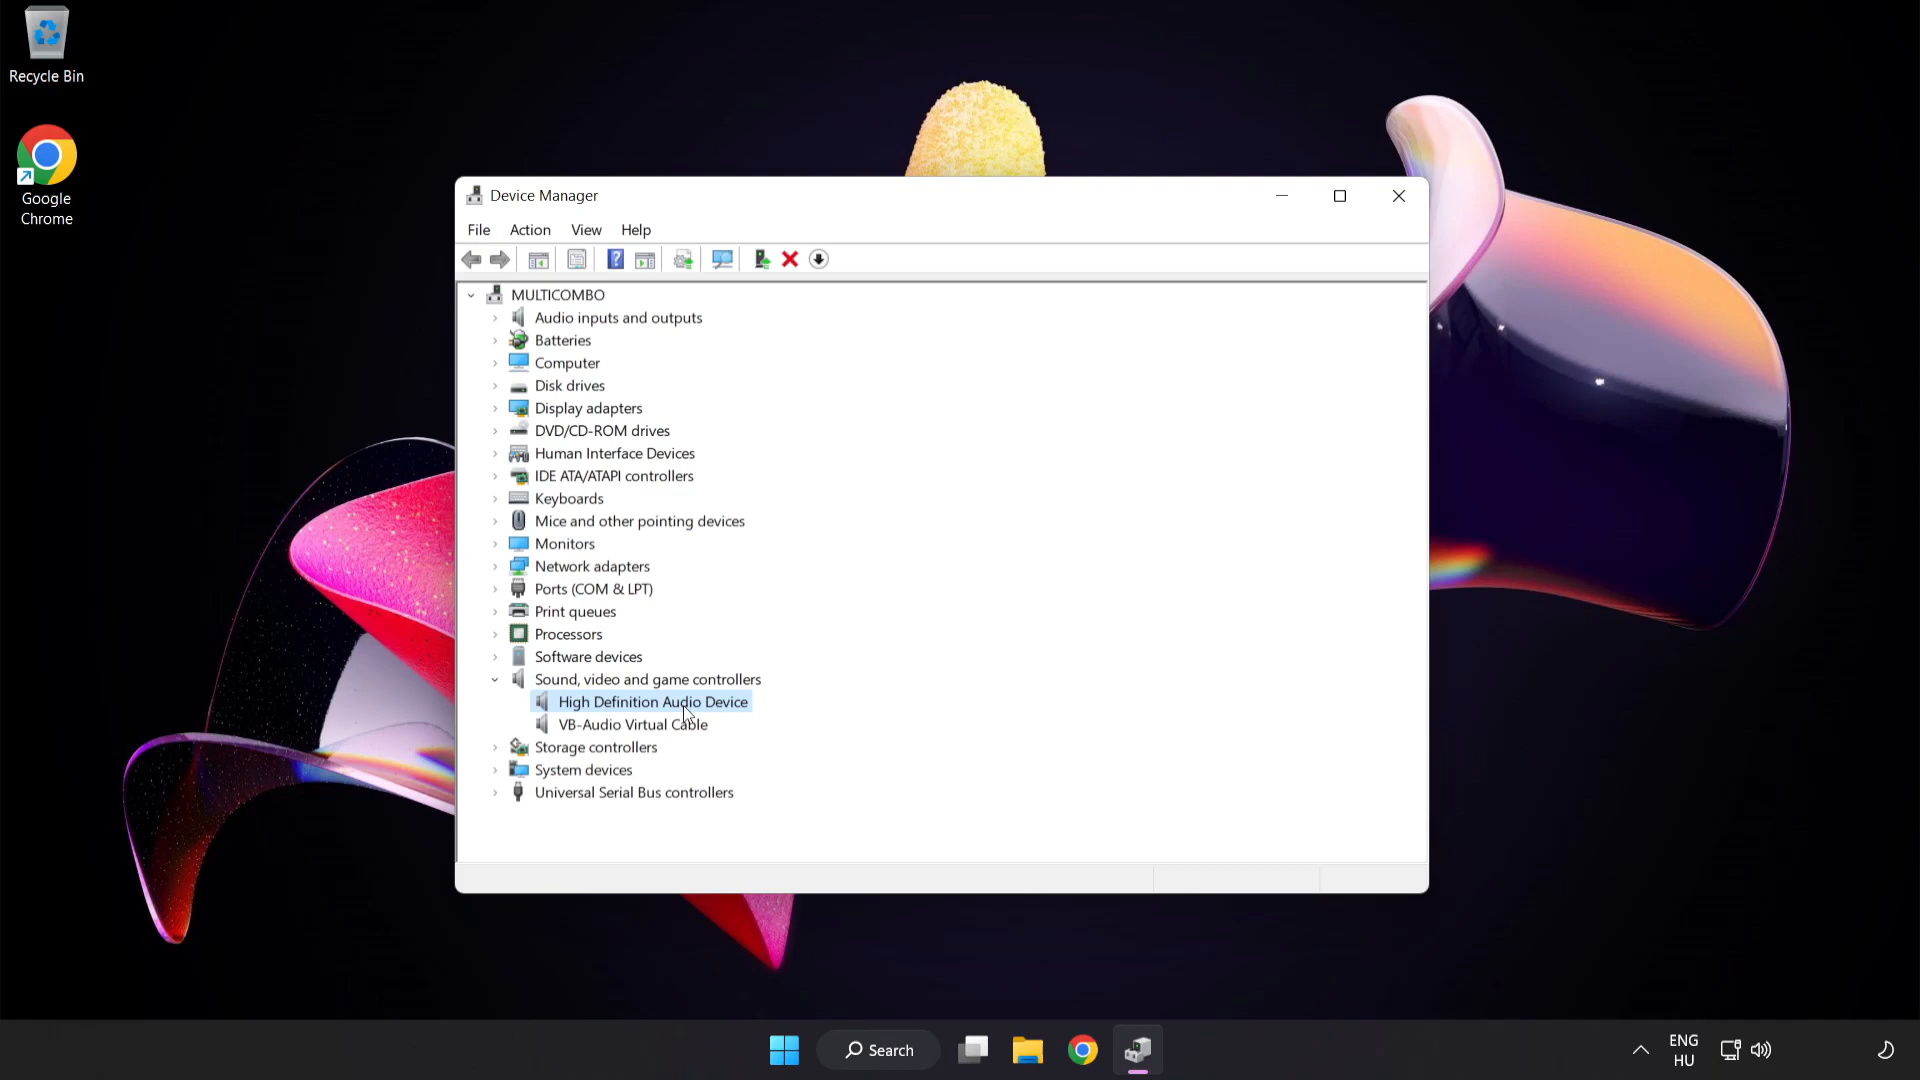 Recycle Bin
Google
Chrome
Device Manager
File Action View Help
MULTICOMBO
Audio inputs and outputs
Batteries
Computer
Disk drives
Display adapters
DVD/CD-ROM drives
Human Interface Devices
IDE ATA/ATAPI controllers
Keyboards
Mice and other pointing devices
Monitors
Network adapters
Ports (COM & LPT)
Print queues
Processors
Software devices
Sound, video and game controllers
High Definition Audio Device
VB-Audio Virtual Cable
Storage controllers
System devices
Universal Serial Bus controllers
Search
ENG
HU